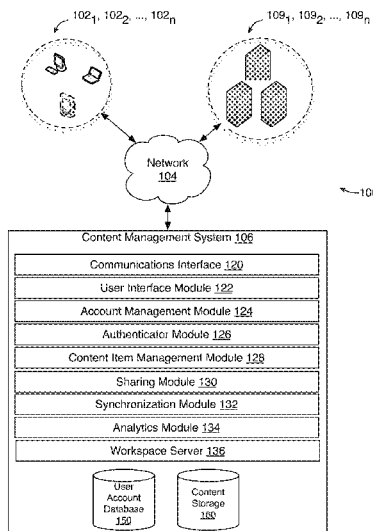 102₁, 102₂, ..., 102ₙ
109₁, 109₂, ..., 109ₙ
Network
104
Content Management System 106
Communications Interface 120
User Interface Module 122
Account Management Module 124
Authenticator Module 126
Content Item Management Module 128
Sharing Module 130
Synchronization Module 132
Analytics Module 134
Workspace Server 136
User
Account
Database
150
Content
Storage
160